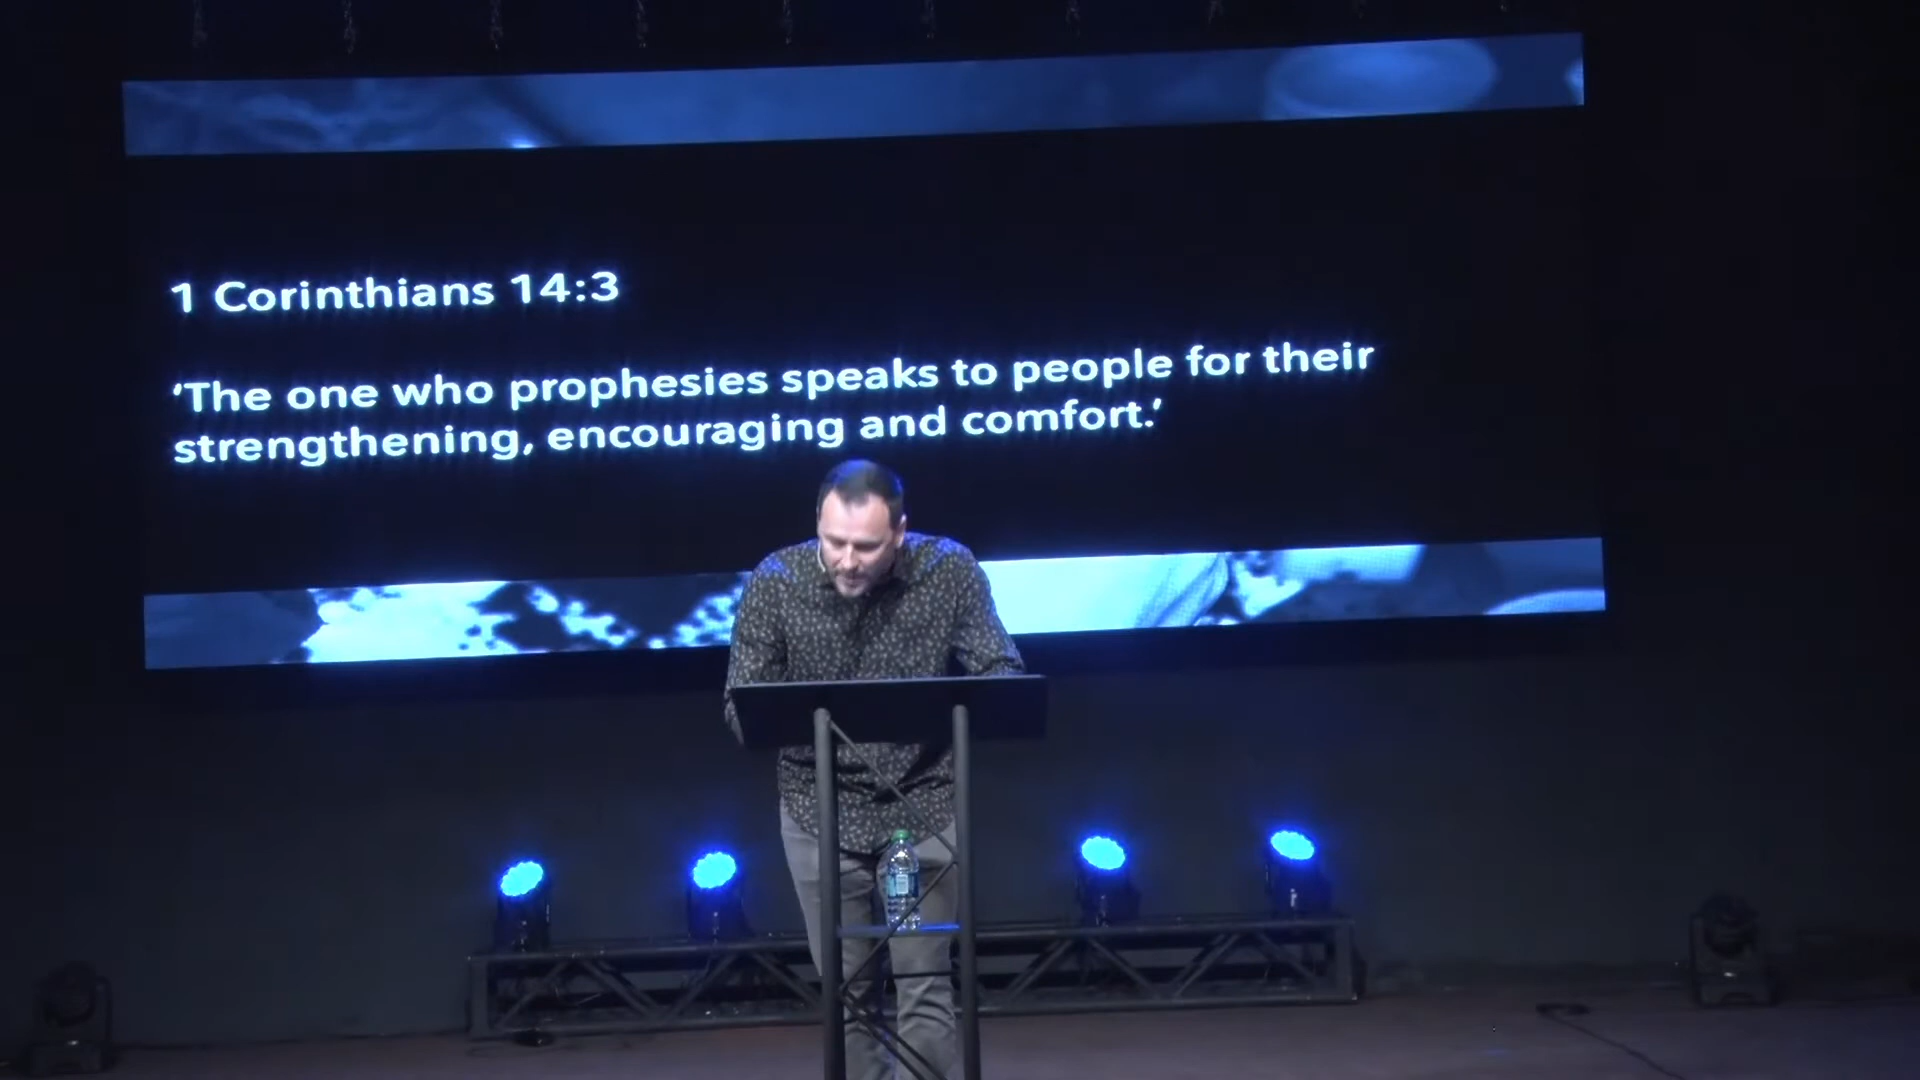 1 Corinthians 14:3
‘The one who prophesies speaks to people for their
strengthening, encouraging and comfort.’